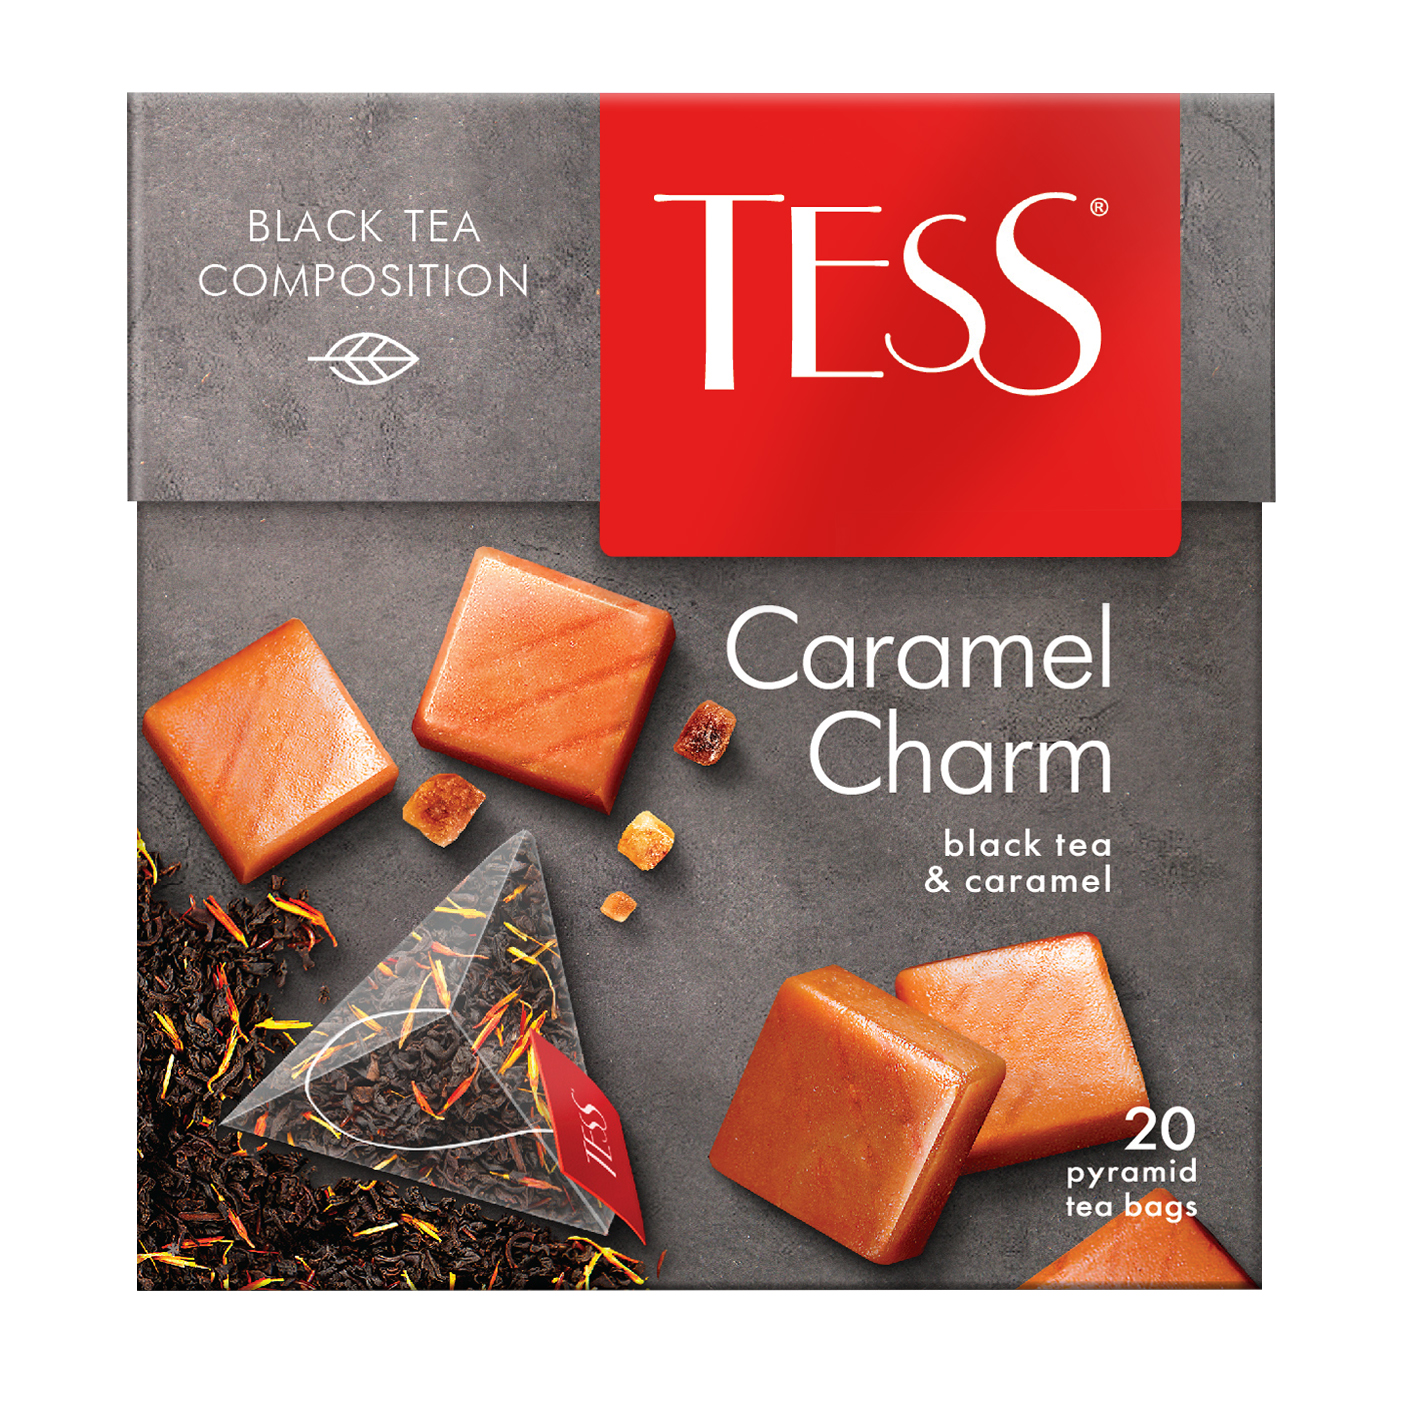 BLACK TEA
COMPOSITION
TESS®
Caramel
Charm
black tea
& caramel
TESS
20
pyramid
tea bags